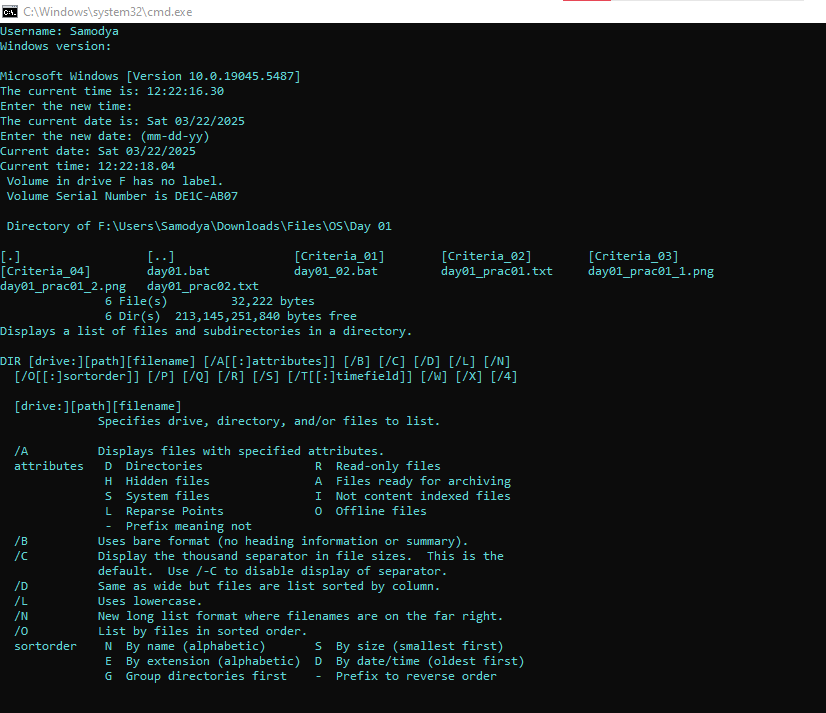 C:\Windows\system32\cmd.exe
Username: Samodya
Windows version:
Microsoft Windows [Version 10.0.19045.5487]
The current time is: 12:22:16.30
Enter the new time:
The current date is: Sat 03/22/2025
Enter the new date: (mm-dd-yy)
Current date: Sat 03/22/2025
Current time: 12:22:18.04
 Volume in drive F has no label.
 Volume Serial Number is DE1C-AB07
 Directory of F:\Users\Samodya\Downloads\Files\OS\Day 01
[.]                  [..]                 [Criteria_01]        [Criteria_02]        [Criteria_03]
[Criteria_04]        day01.bat            day01_02.bat         day01_prac01.txt     day01_prac01_1.png
day01_prac01_2.png   day01_prac02.txt
               6 File(s)         32,222 bytes
               6 Dir(s)  213,145,251,840 bytes free
Displays a list of files and subdirectories in a directory.
DIR [drive:][path][filename] [/A[[:]attributes]] [/B] [/C] [/D] [/L] [/N]
  [/O[[:]sortorder]] [/P] [/Q] [/R] [/S] [/T[[:]timefield]] [/W] [/X] [/4]
  [drive:][path][filename]
              Specifies drive, directory, and/or files to list.
  /A          Displays files with specified attributes.
  attributes   D  Directories                R  Read-only files
               H  Hidden files               A  Files ready for archiving
               S  System files               I  Not content indexed files
               L  Reparse Points             O  Offline files
               -  Prefix meaning not
  /B          Uses bare format (no heading information or summary).
  /C          Display the thousand separator in file sizes.  This is the
              default.  Use /-C to disable display of separator.
  /D          Same as wide but files are list sorted by column.
  /L          Uses lowercase.
  /N          New long list format where filenames are on the far right.
  /O          List by files in sorted order.
  sortorder    N  By name (alphabetic)       S  By size (smallest first)
               E  By extension (alphabetic)  D  By date/time (oldest first)
               G  Group directories first    -  Prefix to reverse order